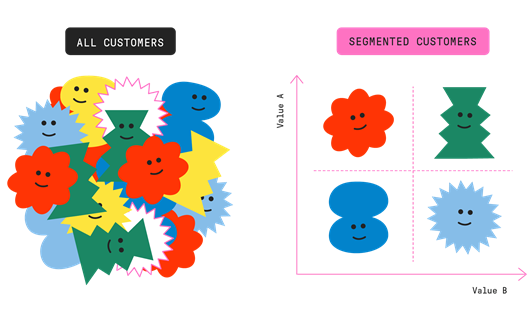 ALL CUSTOMERS
SEGMENTED CUSTOMERS
Value A
Value B